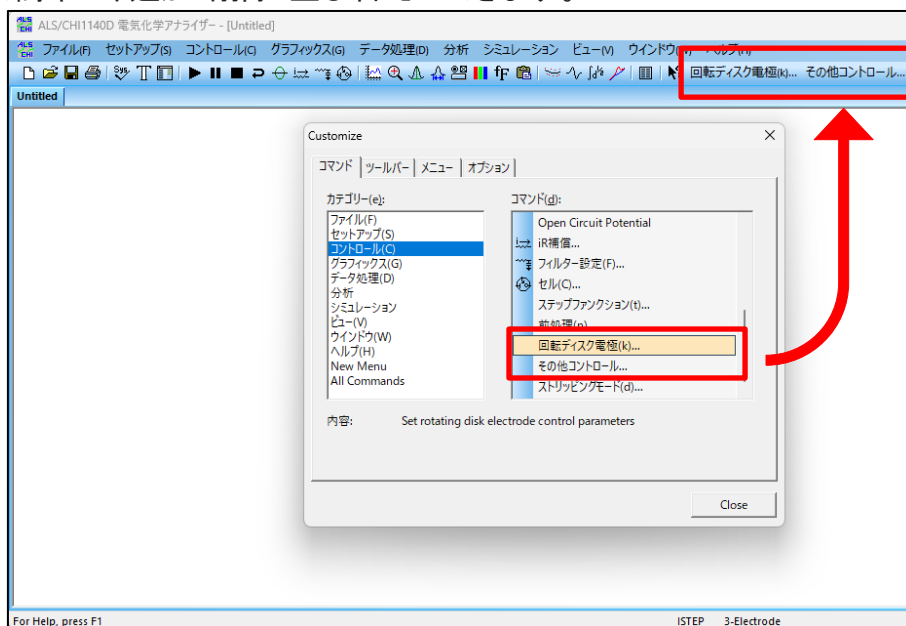 ALS/CHI1140D 電気化学アナライザー - [Untitled]
ファイル(F) セットアップ(S) コントロール(C) グラフィックス(G) データ処理(D) 分析 シミュレーション ビュー(V) ウインドウ(W) ヘルプ(H)
回転ディスク電極(k)... その他コントロール...
Untitled
Customize
コマンド ツールバー メニュー オプション
カテゴリー(e):
ファイル(F)
セットアップ(S)
コントロール(C)
グラフィックス(G)
データ処理(D)
分析
シミュレーション
ビュー(V)
ウインドウ(W)
ヘルプ(H)
New Menu
All Commands
コマンド(d):
Open Circuit Potential
iR補償...
フィルター設定(F)...
セル(C)...
ステップファンクション(t)...
前処理(n)...
回転ディスク電極(k)...
その他コントロール...
ストリッピングモード(d)...
内容: Set rotating disk electrode control parameters
Close
For Help, press F1
ISTEP 3-Electrode